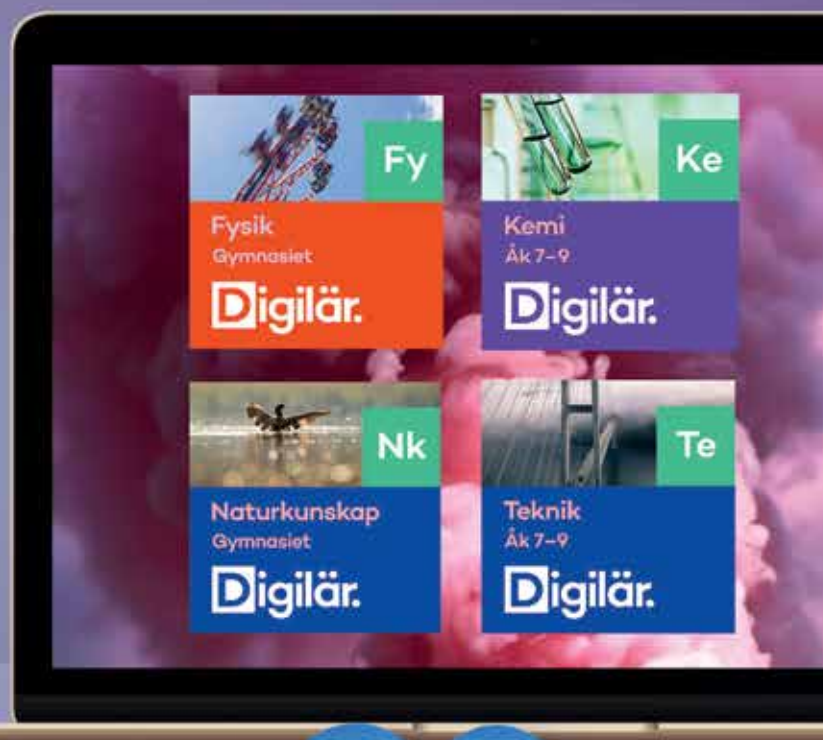 Fy
Fysik
Gymnasiet
Digilär.
Ke
Kemi
Åk 7–9
Digilär.
Nk
Naturkunskap
Gymnasiet
Digilär.
Te
Teknik
Åk 7–9
Digilär.